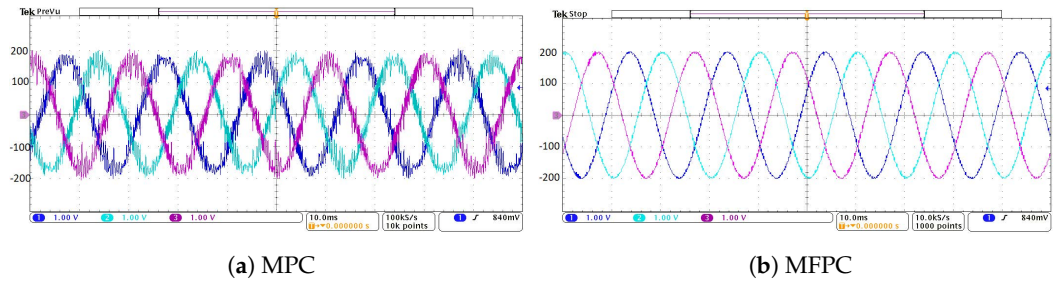 Tek PreVu
200
100
-100
-200
1 1.00 V 2 1.00 V 3 1.00 V
10.0ms
0.000000 s
100kS/s
10k points
1 840mV
(a) MPC
Tek Stop
200
100
-100
-200
1 1.00 V 2 1.00 V 3 1.00 V
10.0ms
0.000000 s
10.0kS/s
1000 points
1 840mV
(b) MFPC